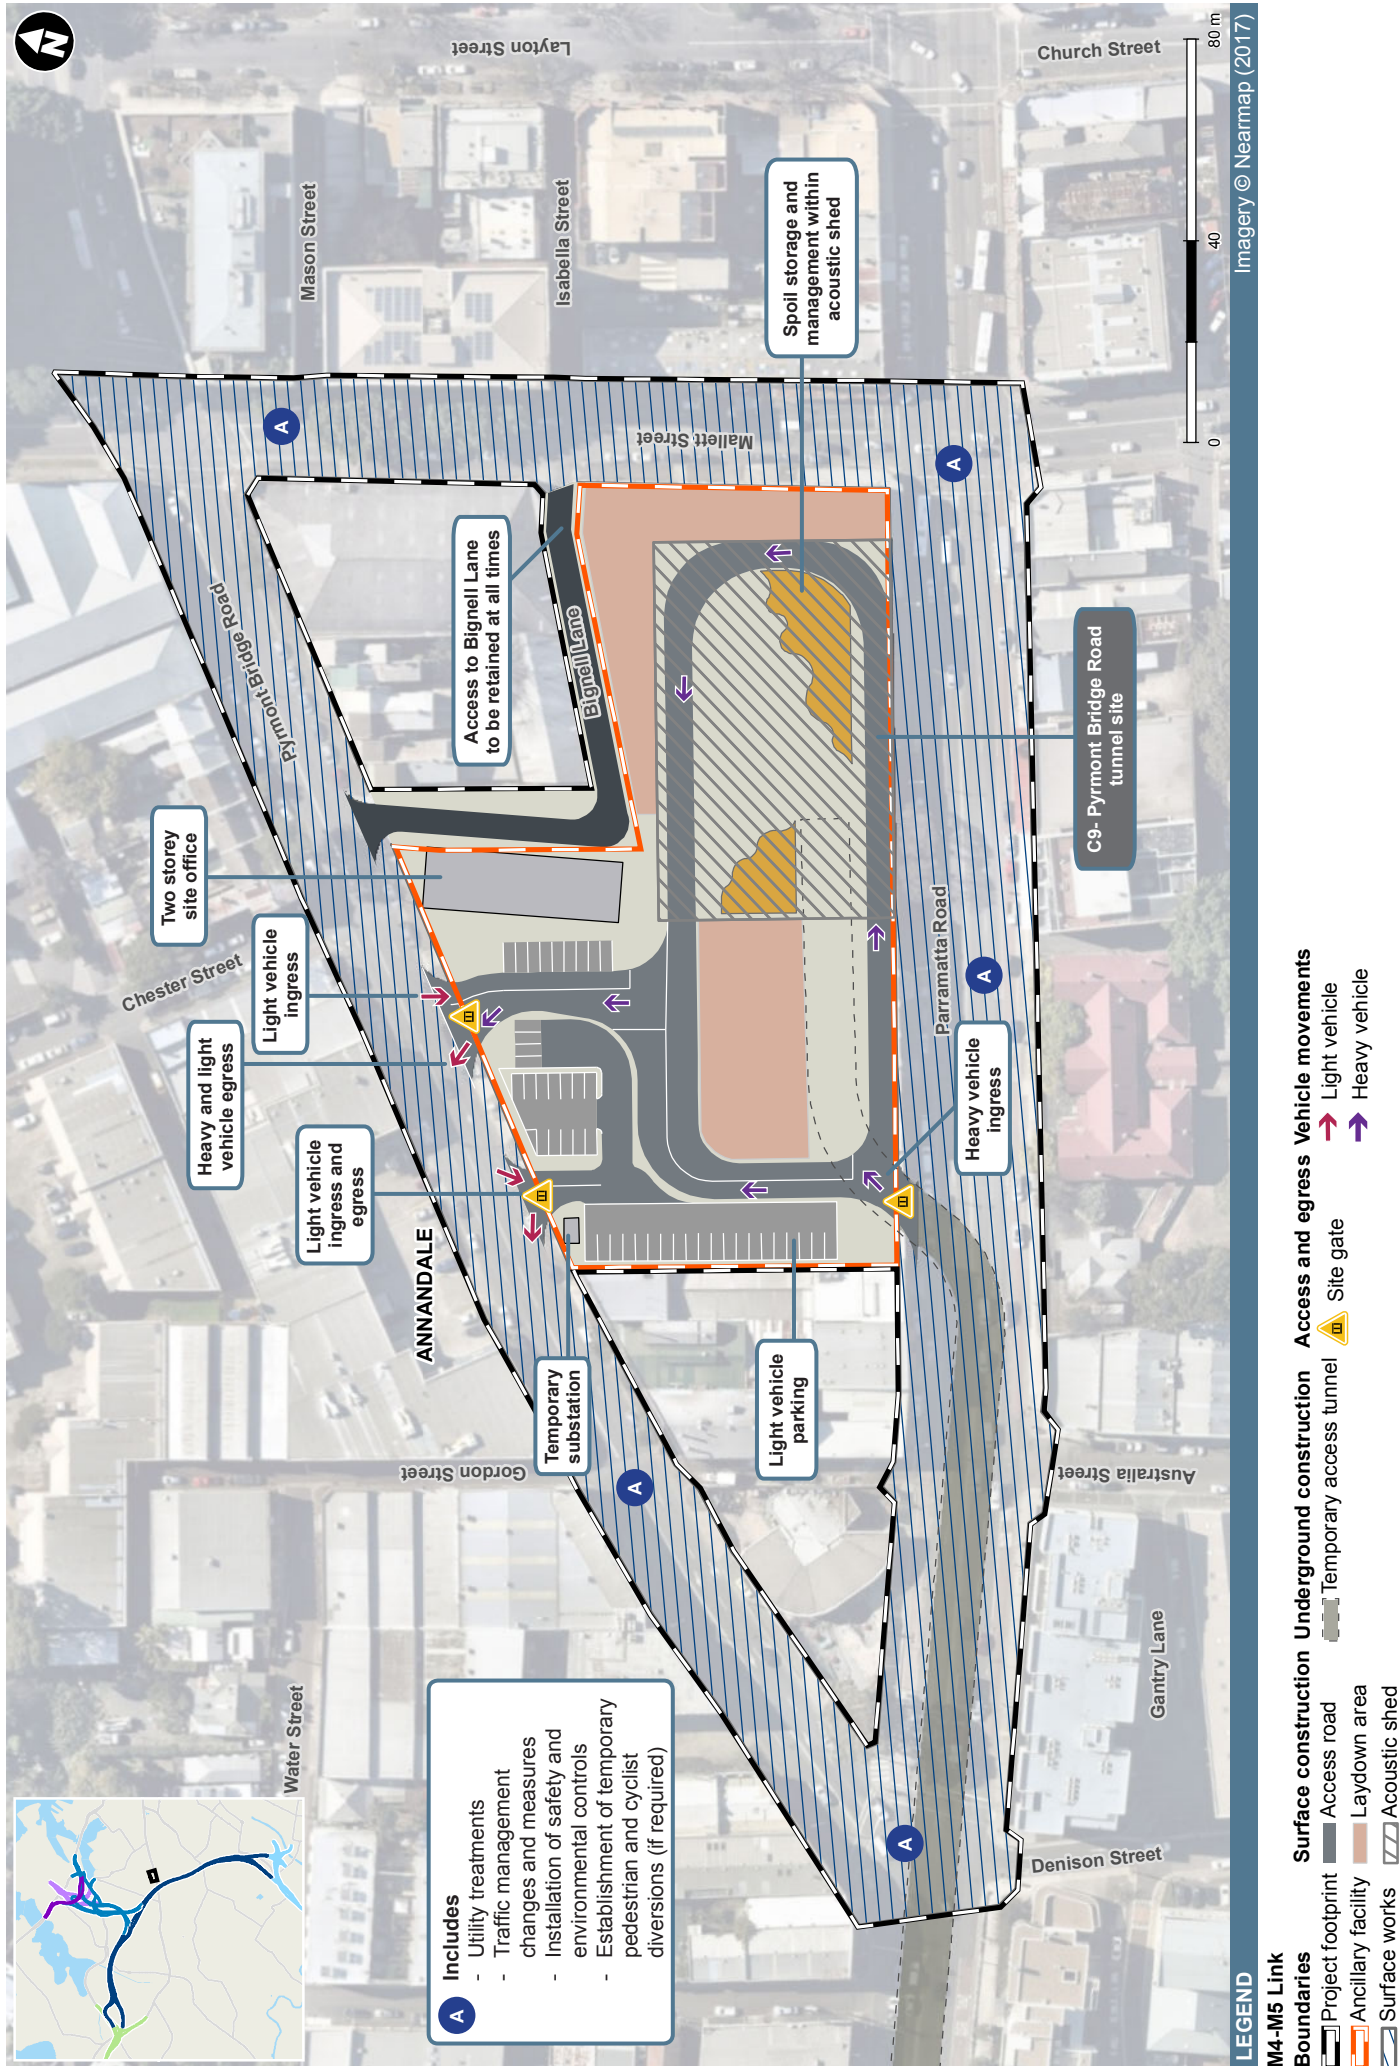 N
Layton Street
Church Street
Mason Street
Isabella Street
Mallett Street
Pyrmont Bridge Road
Bignell Lane
Chester Street
Parramatta Road
Gordon Street
Australia Street
Water Street
Gantry Lane
Denison Street
ANNANDALE
Spoil storage and
management within
acoustic shed
Access to Bignell Lane
to be retained at all times
Two storey
site office
Light vehicle
ingress
Heavy and light
vehicle egress
Light vehicle
ingress and
egress
Temporary
substation
Light vehicle
parking
Heavy vehicle
ingress
C9- Pyrmont Bridge Road
tunnel site
A
A
A
A
A
A Includes
- Utility treatments
- Traffic management
changes and measures
- Installation of safety and
environmental controls
- Establishment of temporary
pedestrian and cyclist
diversions (if required)
0 40 80 m
LEGEND
Imagery © Nearmap (2017)
M4-M5 Link
Boundaries
Project footprint
Ancillary facility
Surface works
Surface construction
Access road
Laydown area
Acoustic shed
Underground construction
Temporary access tunnel
Access and egress
Site gate
Vehicle movements
Light vehicle
Heavy vehicle